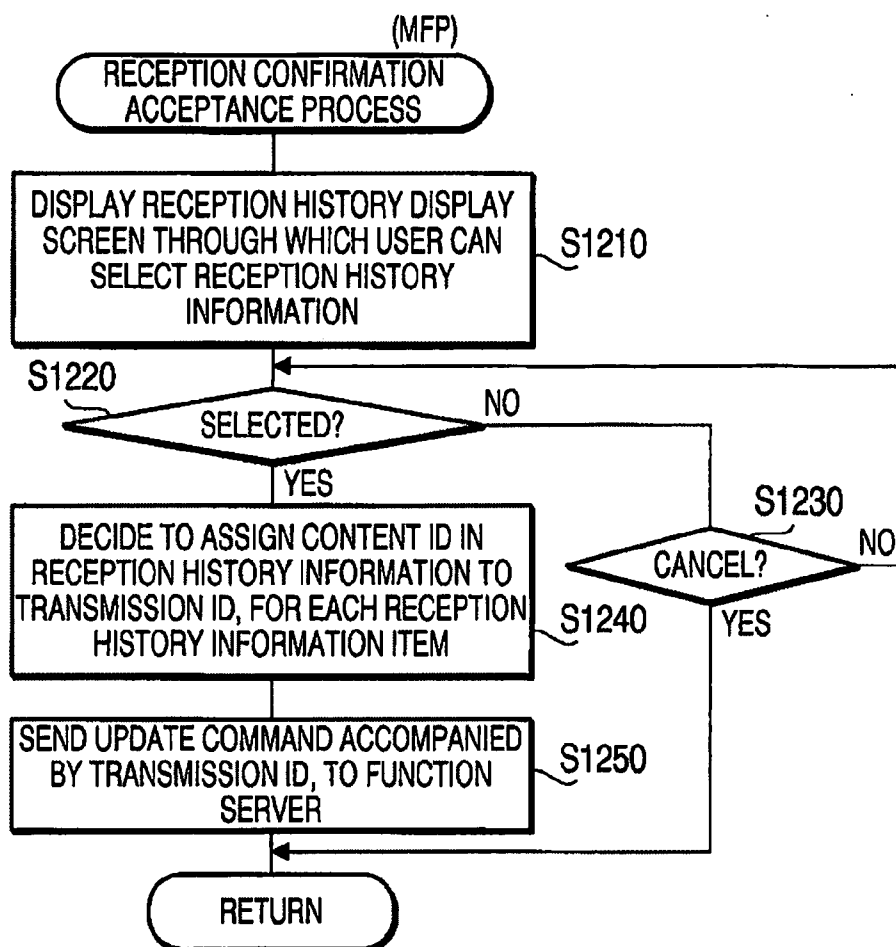 (MFP)
RECEPTION CONFIRMATION
ACCEPTANCE PROCESS
DISPLAY RECEPTION HISTORY DISPLAY
SCREEN THROUGH WHICH USER CAN
SELECT RECEPTION HISTORY
INFORMATION
S1210
S1220
SELECTED?
NO
YES
S1230
CANCEL?
NO
YES
DECIDE TO ASSIGN CONTENT ID IN
RECEPTION HISTORY INFORMATION TO
TRANSMISSION ID, FOR EACH RECEPTION
HISTORY INFORMATION ITEM
S1240
SEND UPDATE COMMAND ACCOMPANIED
BY TRANSMISSION ID, TO FUNCTION
SERVER
S1250
RETURN